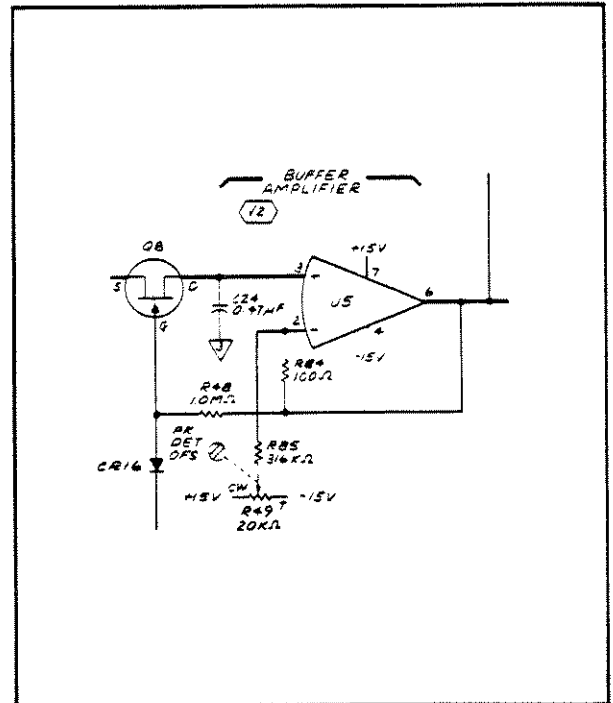 BUFFER
AMPLIFIER
12
Q8
S
D
G
C24
0.47µF
3
+
2
-
+15V
7
U5
6
4
-15V
R84
100Ω
R48
1.0MΩ
PK
DET
OFS
R85
316KΩ
CR16
+15V
CW
-15V
R49
20KΩ